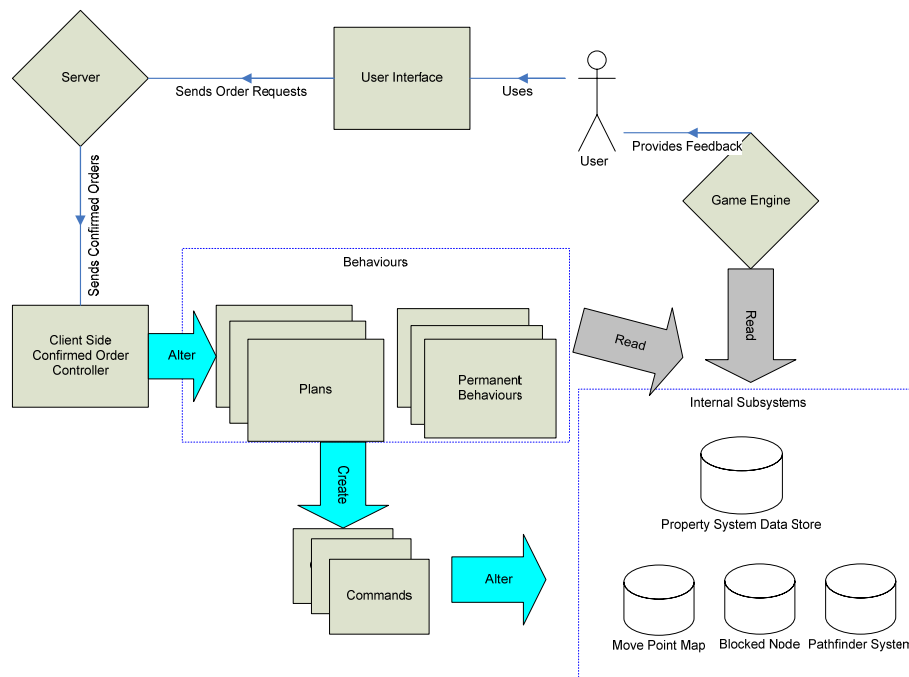 Server
User Interface
Sends Order Requests
Uses
User
Provides Feedback
Game Engine
Sends Confirmed Orders
Behaviours
Client Side
Confirmed Order
Controller
Alter
Plans
Permanent
Behaviours
Read
Read
Internal Subsystems
Create
Property System Data Store
Commands
Alter
Move Point Map
Blocked Node
Pathfinder System